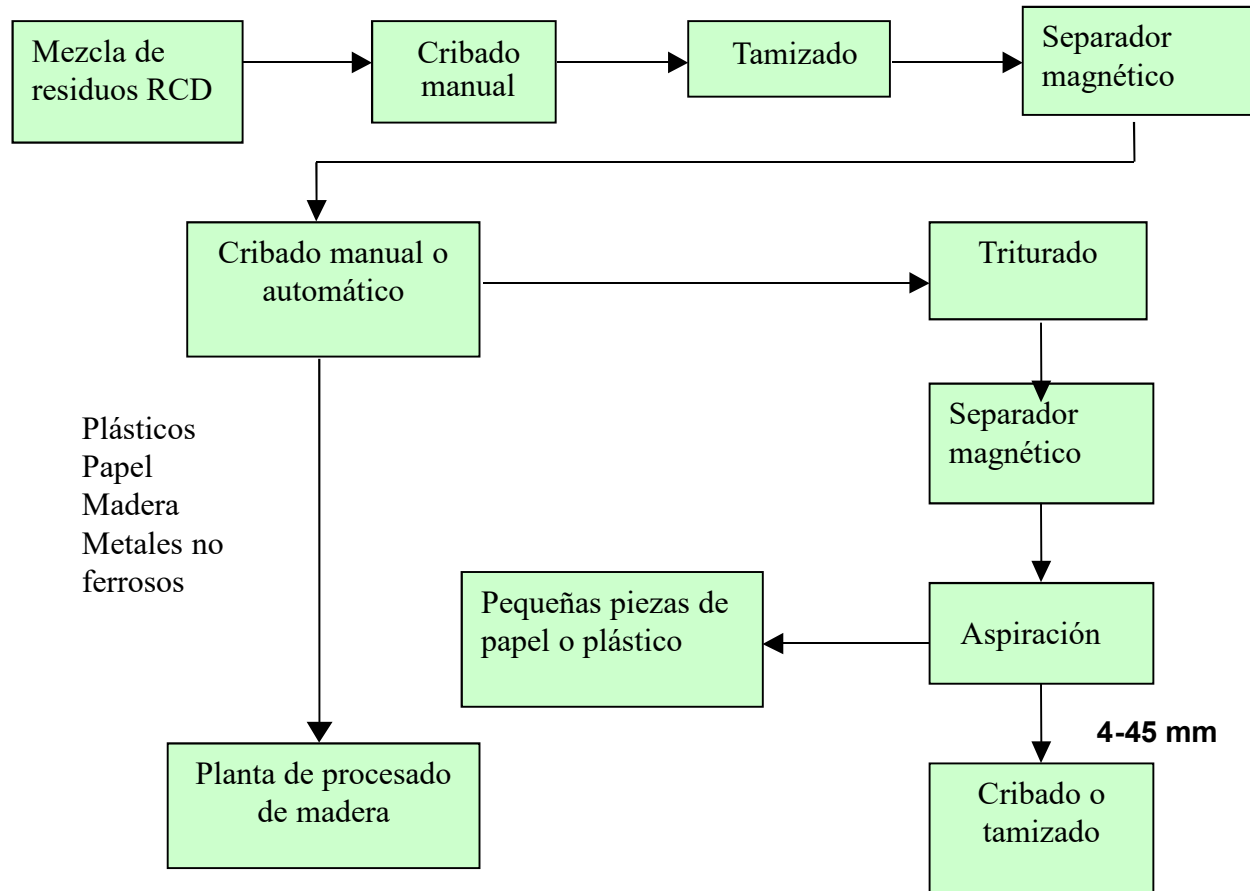 Mezcla de
residuos RCD
Cribado
manual
Tamizado
Separador
magnético
Cribado manual o
automático
Triturado
Plásticos
Papel
Madera
Metales no
ferrosos
Separador
magnético
Pequeñas piezas de
papel o plástico
Aspiración
4-45 mm
Planta de procesado
de madera
Cribado o
tamizado